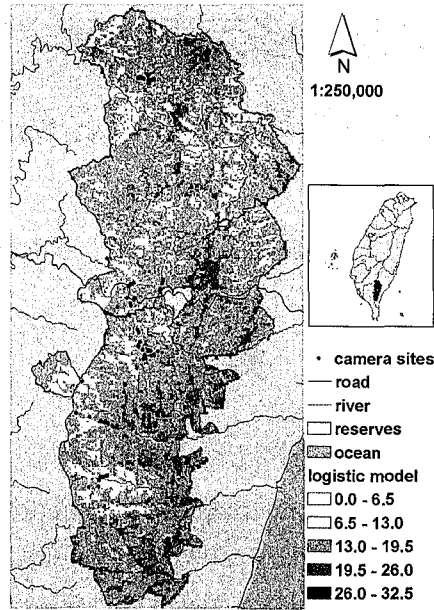 N
1:250,000
camera sites
road
river
reserves
ocean
logistic model
0.0 - 6.5
6.5 - 13.0
13.0 - 19.5
19.5 - 26.0
26.0 - 32.5